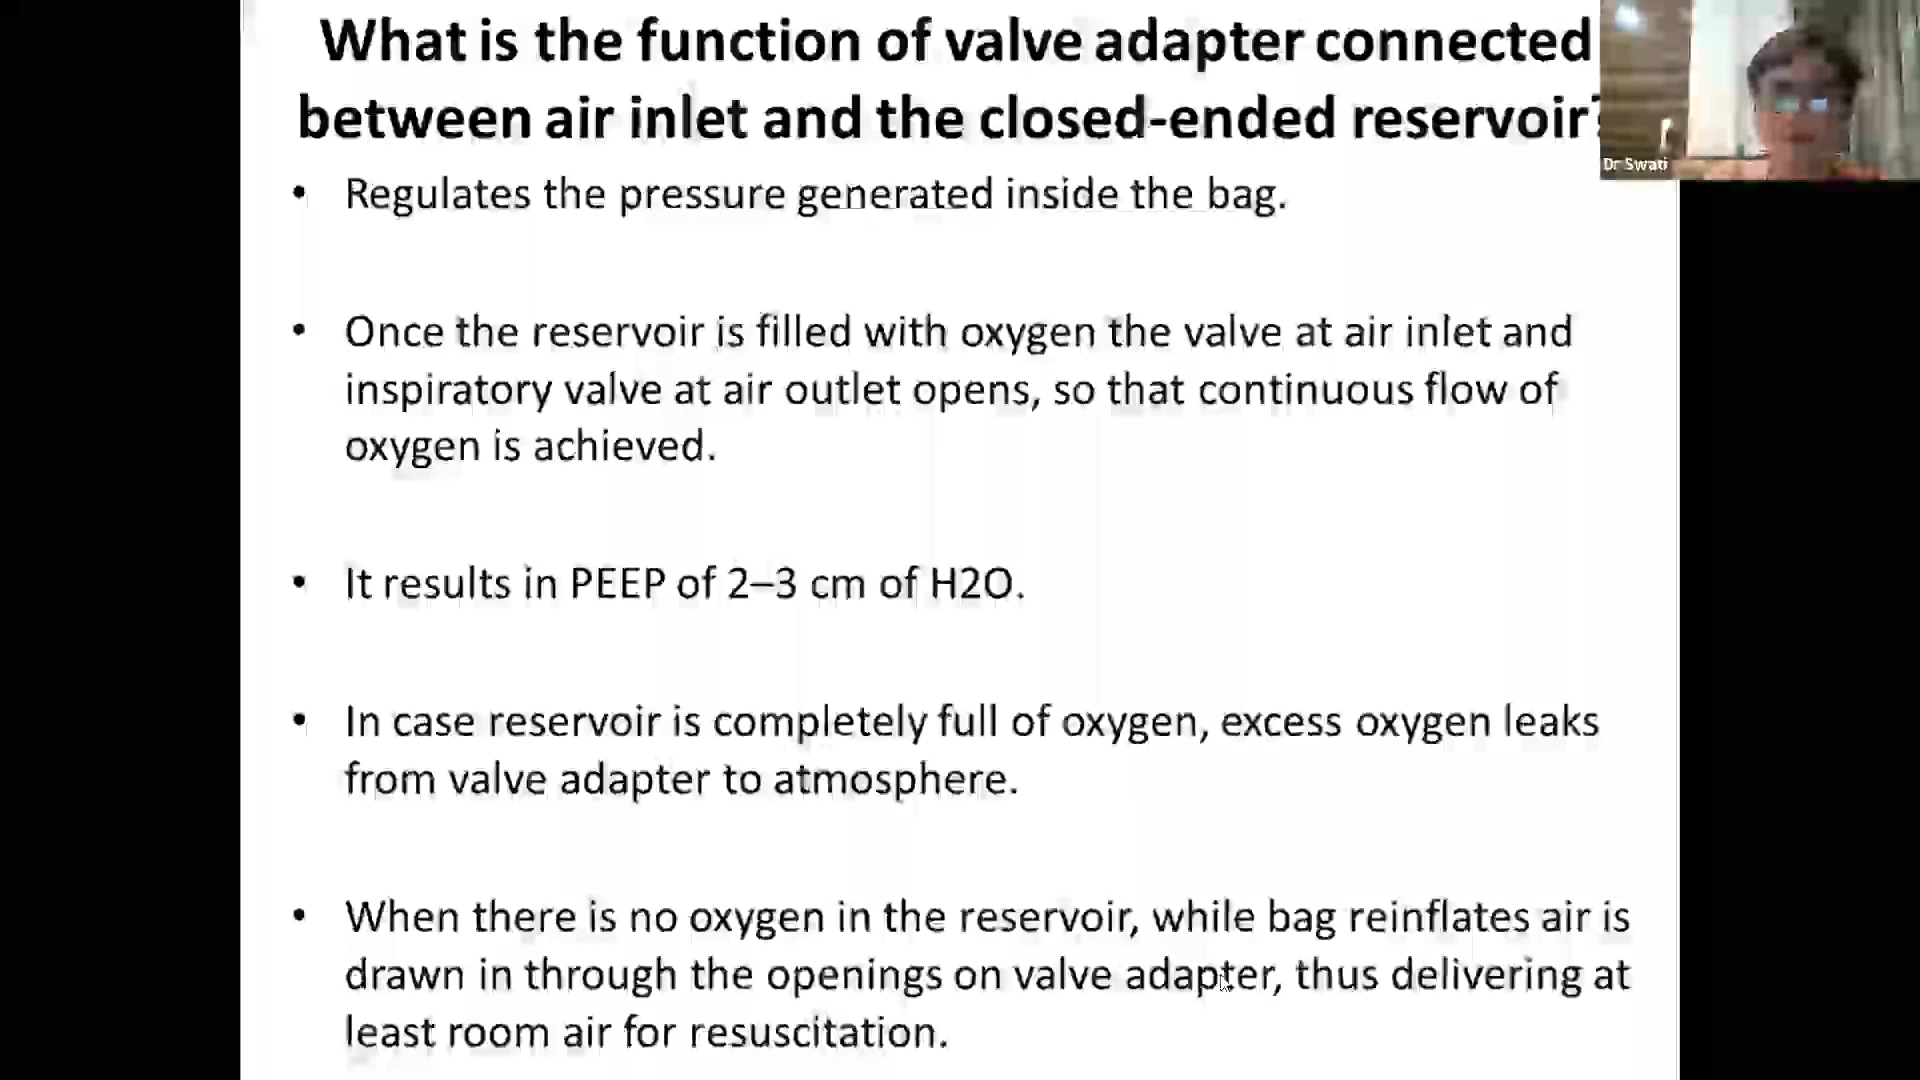 What is the function of valve adapter connected
between air inlet and the closed-ended reservoir?
Dr Swati
• Regulates the pressure generated inside the bag.
• Once the reservoir is filled with oxygen the valve at air inlet and
inspiratory valve at air outlet opens, so that continuous flow of
oxygen is achieved.
• It results in PEEP of 2–3 cm of H2O.
• In case reservoir is completely full of oxygen, excess oxygen leaks
from valve adapter to atmosphere.
• When there is no oxygen in the reservoir, while bag reinflates air is
drawn in through the openings on valve adapter, thus delivering at
least room air for resuscitation.